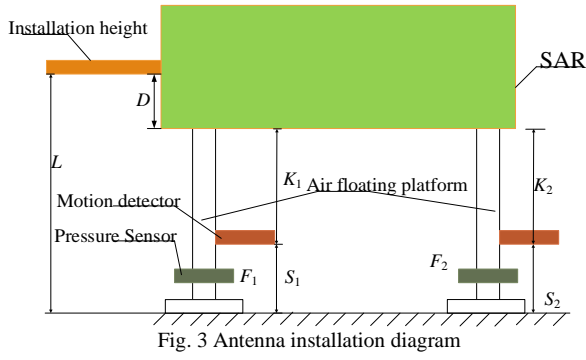 Installation height
SAR
D
L
K1
Air floating platform
K2
Motion detector
Pressure Sensor
F1
S1
F2
S2
Fig. 3 Antenna installation diagram